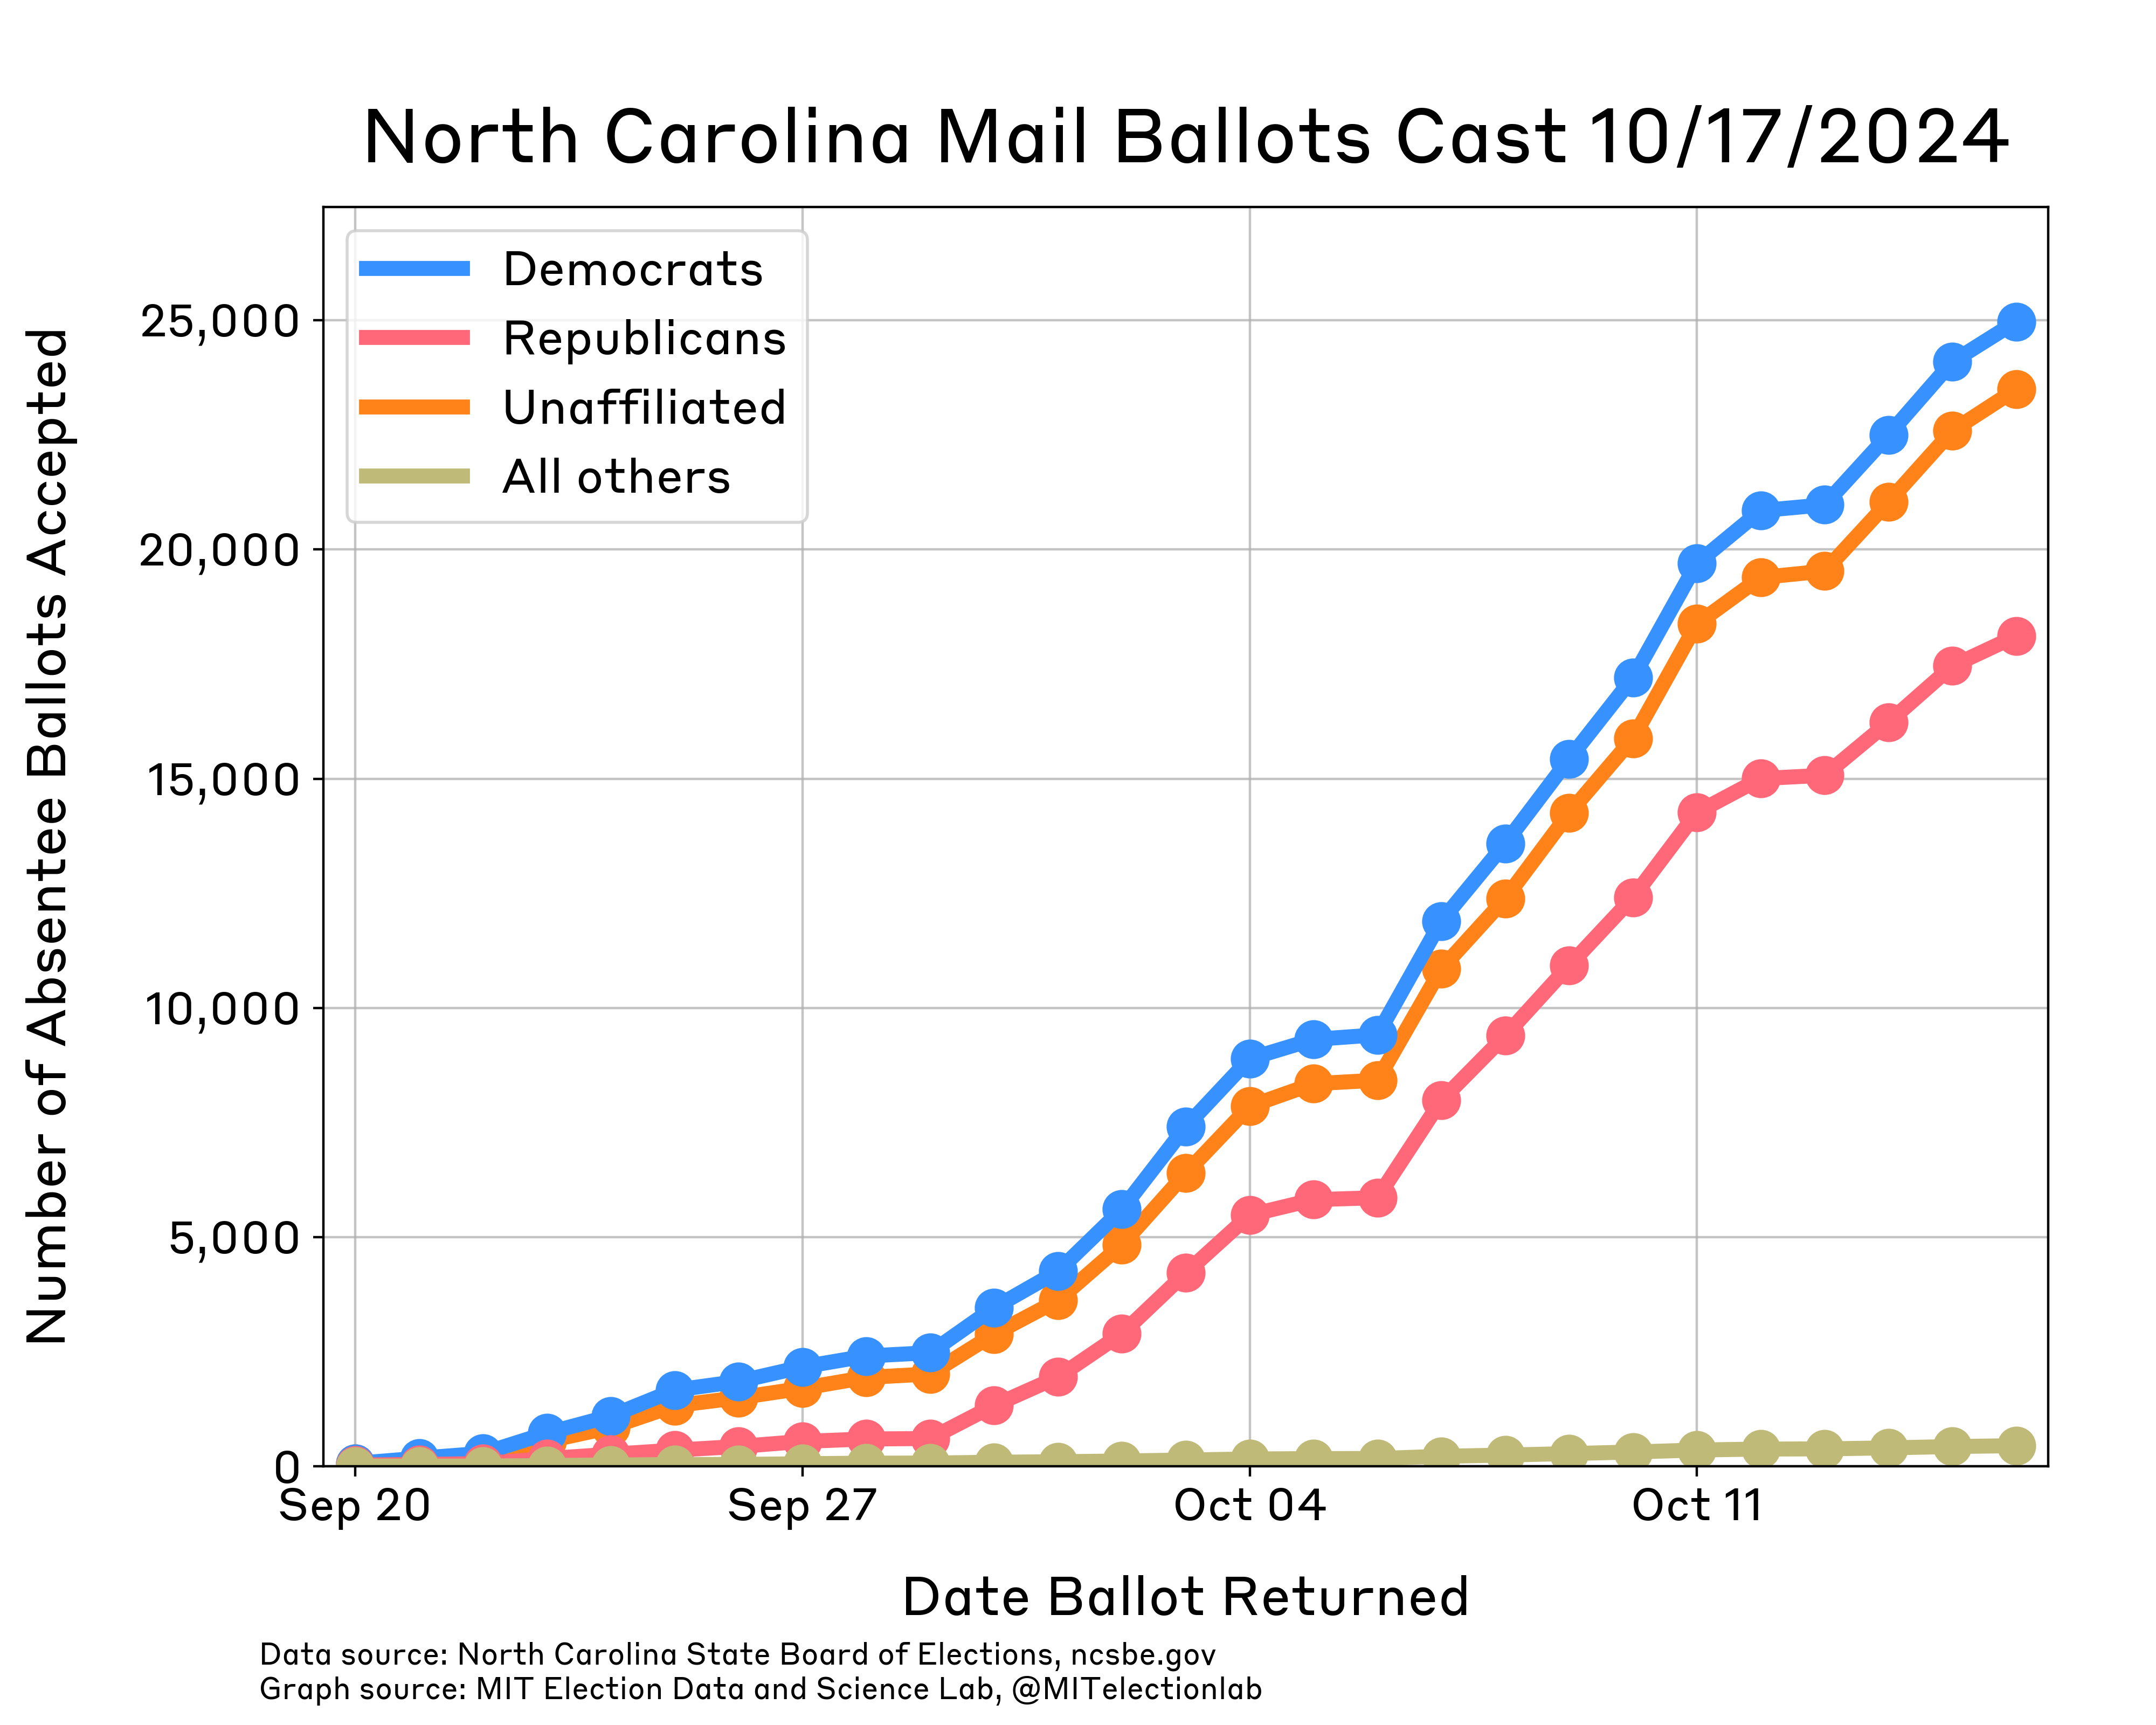 North Carolina Mail Ballots Cast 10/17/2024
Democrats
Republicans
Unaffiliated
All others
Number of Absentee Ballots Accepted
25,000
20,000
15,000
10,000
5,000
0
Sep 20 Sep 27 Oct 04 Oct 11
Date Ballot Returned
Data source: North Carolina State Board of Elections, ncsbe.gov
Graph source: MIT Election Data and Science Lab, @MITelectionlab